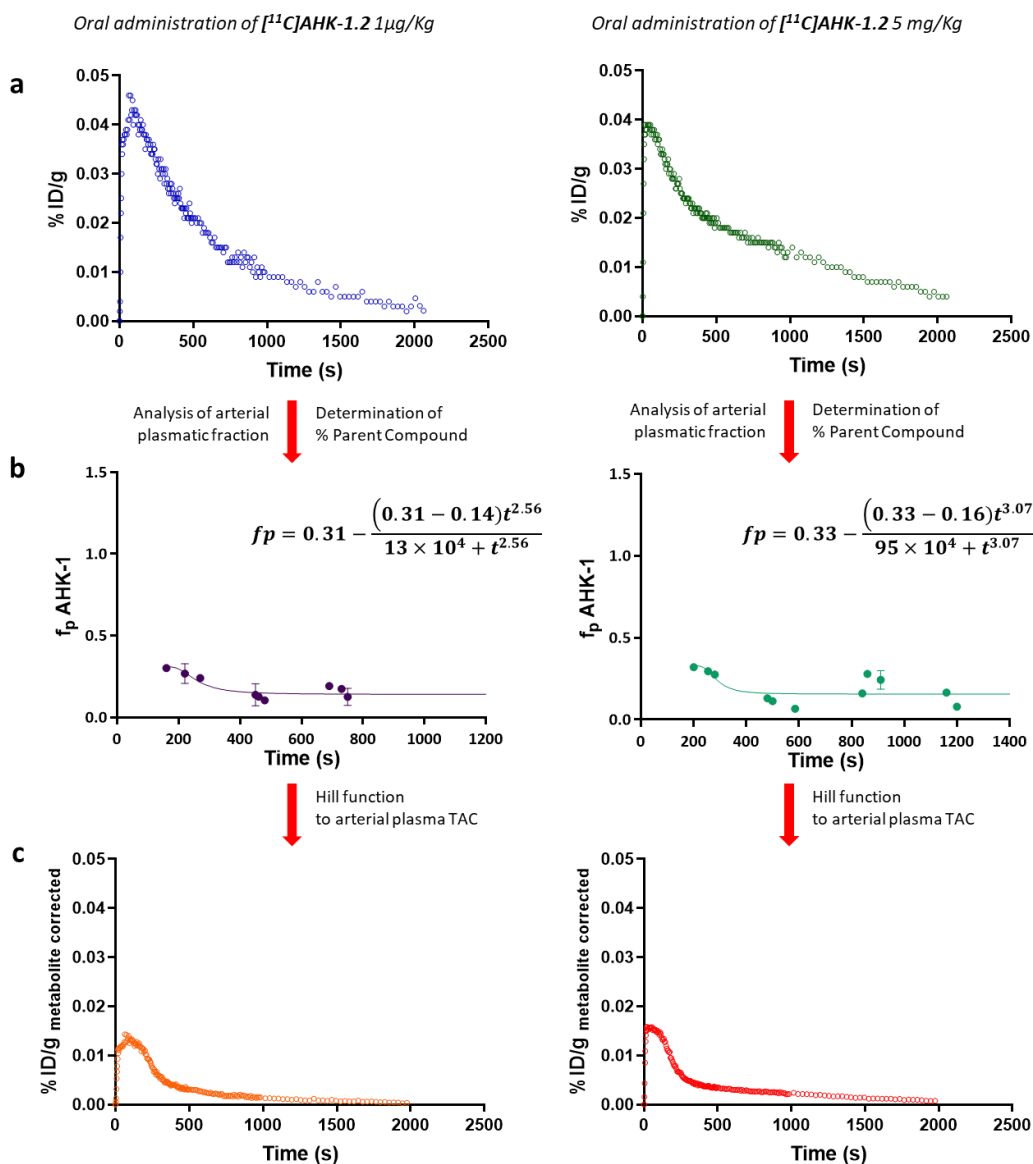 Oral administration of [¹¹C]AHK-1.2 1µg/Kg
Oral administration of [¹¹C]AHK-1.2 5 mg/Kg
a
% ID/g
0.05
0.04
0.03
0.02
0.01
0.00
0 500 1000 1500 2000 2500
Time (s)
% ID/g
0.05
0.04
0.03
0.02
0.01
0.00
0 500 1000 1500 2000 2500
Time (s)
Analysis of arterial
plasmatic fraction
Determination of
% Parent Compound
Analysis of arterial
plasmatic fraction
Determination of
% Parent Compound
b
fp AHK-1
1.5
1.0
0.5
0.0
fp = 0.31 − (0.31 − 0.14)t^2.56 / 13 × 10⁴ + t^2.56
0 200 400 600 800 1000 1200
Time (s)
fp AHK-1
1.5
1.0
0.5
0.0
fp = 0.33 − (0.33 − 0.16)t^3.07 / 95 × 10⁴ + t^3.07
0 200 400 600 800 1000 1200 1400
Time (s)
Hill function
to arterial plasma TAC
Hill function
to arterial plasma TAC
c
% ID/g metabolite corrected
0.05
0.04
0.03
0.02
0.01
0.00
0 500 1000 1500 2000 2500
Time (s)
% ID/g metabolite corrected
0.05
0.04
0.03
0.02
0.01
0.00
0 500 1000 1500 2000 2500
Time (s)